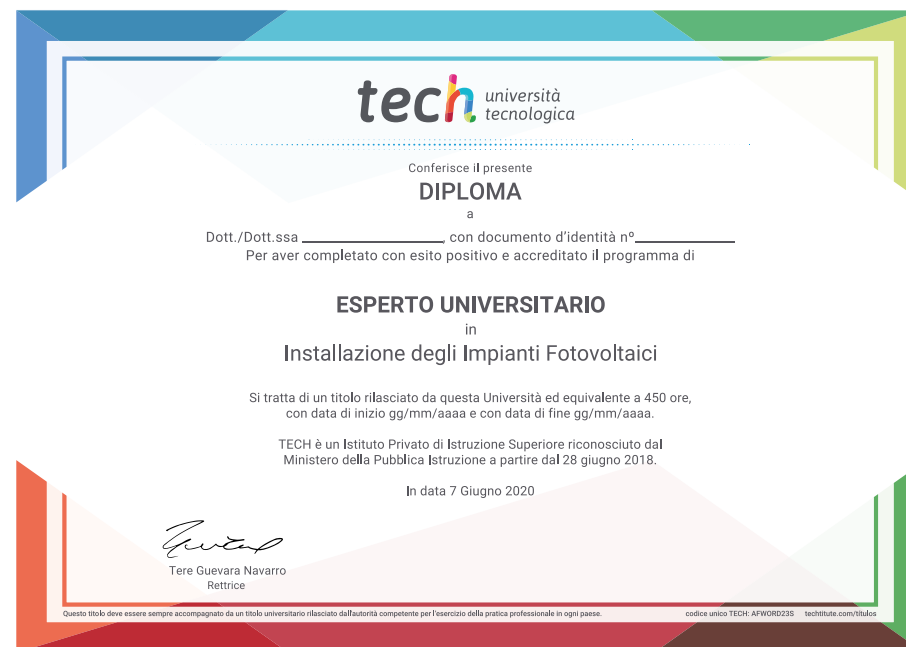 tech università
tecnologica
Conferisce il presente
DIPLOMA
a
Dott./Dott.ssa ________________, con documento d'identità nº____________
Per aver completato con esito positivo e accreditato il programma di
ESPERTO UNIVERSITARIO
in
Installazione degli Impianti Fotovoltaici
Si tratta di un titolo rilasciato da questa Università ed equivalente a 450 ore,
con data di inizio gg/mm/aaaa e con data di fine gg/mm/aaaa.
TECH è un Istituto Privato di Istruzione Superiore riconosciuto dal
Ministero della Pubblica Istruzione a partire dal 28 giugno 2018.
In data 7 Giugno 2020
Tere Guevara Navarro
Rettrice
Questo titolo deve essere sempre accompagnato da un titolo universitario rilasciato dall'autorità competente per l'esercizio della pratica professionale in ogni paese. codice unico TECH: AFWORD23S techtitute.com/titulos